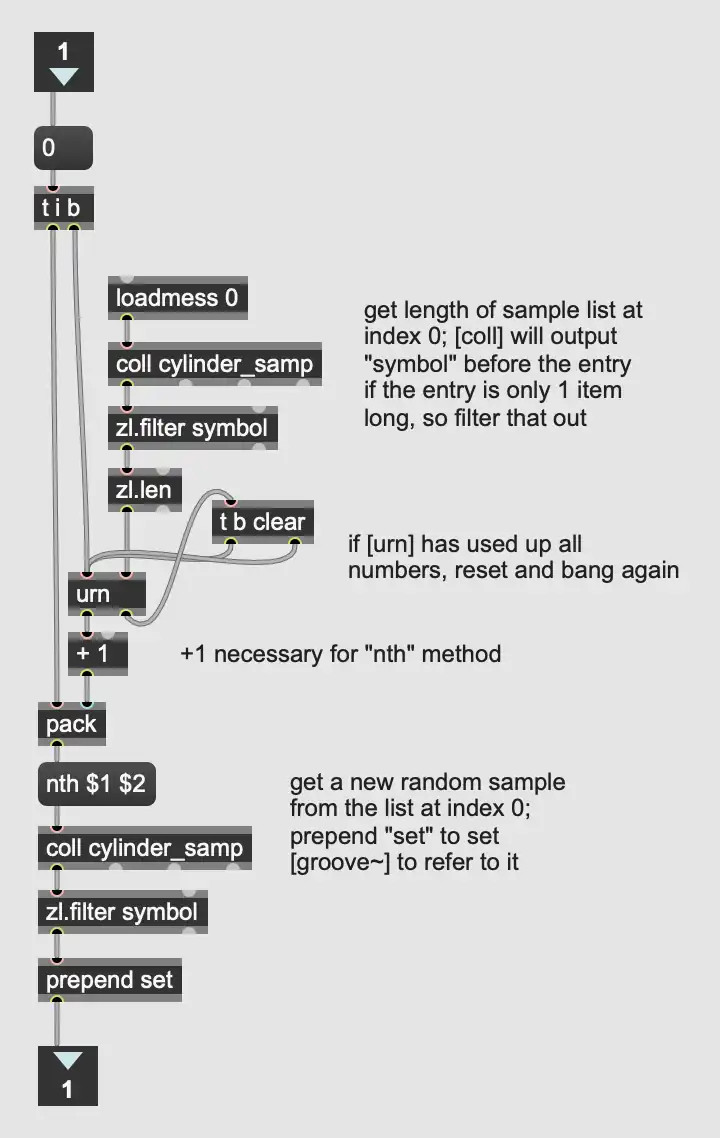 1
0
t i b
loadmess 0
coll cylinder_samp
zl.filter symbol
zl.len
get length of sample list at
index 0; [coll] will output
"symbol" before the entry
if the entry is only 1 item
long, so filter that out
t b clear
if [urn] has used up all
numbers, reset and bang again
urn
+ 1
+1 necessary for "nth" method
pack
nth $1 $2
coll cylinder_samp
zl.filter symbol
prepend set
get a new random sample
from the list at index 0;
prepend "set" to set
[groove~] to refer to it
1